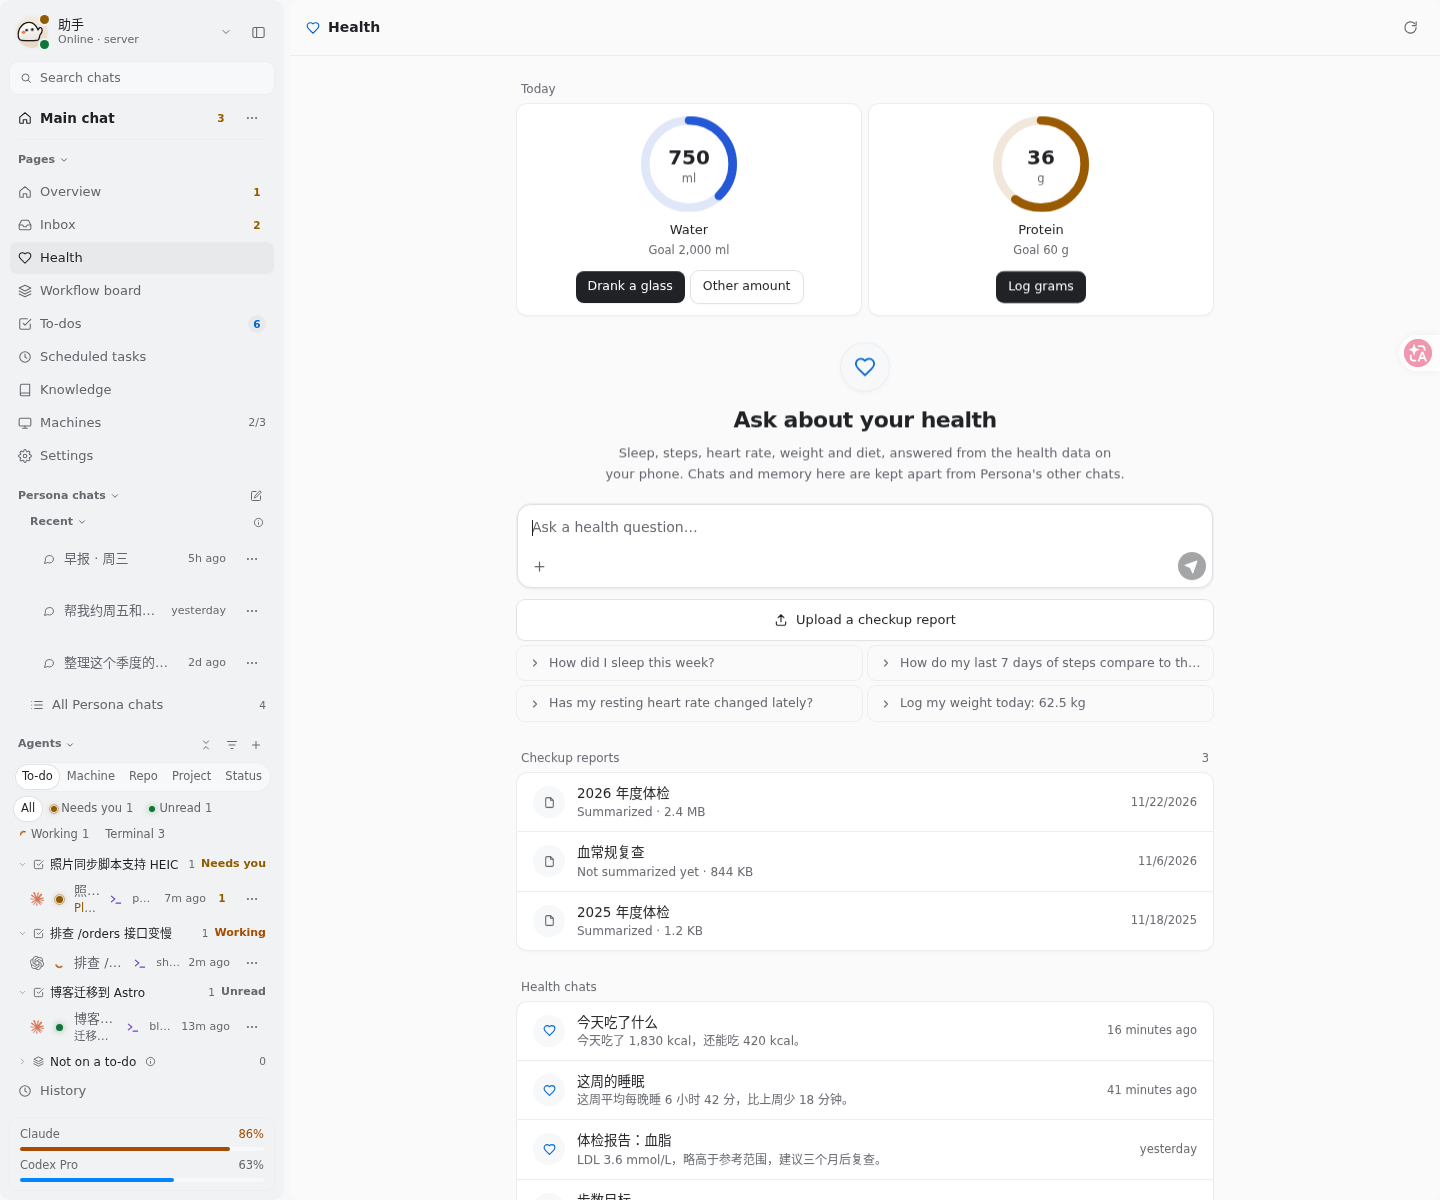 助手
Online · server
Search chats
Main chat 3
Pages
Overview 1
Inbox 2
Health
Workflow board
To-dos 6
Scheduled tasks
Knowledge
Machines 2/3
Settings
Persona chats
Recent
早报 · 周三 5h ago
帮我约周五和… yesterday
整理这个季度的… 2d ago
All Persona chats 4
Agents
To-do Machine Repo Project Status
All Needs you 1 Unread 1
Working 1 Terminal 3
照片同步脚本支持 HEIC 1 Needs you
照… p… 7m ago 1
Pl…
排查 /orders 接口变慢 1 Working
排查 /… sh… 2m ago
博客迁移到 Astro 1 Unread
博客… bl… 13m ago
迁移…
Not on a to-do 0
History
Claude 86%
Codex Pro 63%
Health
Today
750
ml
Water
Goal 2,000 ml
Drank a glass Other amount
36
g
Protein
Goal 60 g
Log grams
Ask about your health
Sleep, steps, heart rate, weight and diet, answered from the health data on
your phone. Chats and memory here are kept apart from Persona's other chats.
Ask a health question…
Upload a checkup report
How did I sleep this week?
How do my last 7 days of steps compare to th…
Has my resting heart rate changed lately?
Log my weight today: 62.5 kg
Checkup reports 3
2026 年度体检
Summarized · 2.4 MB
11/22/2026
血常规复查
Not summarized yet · 844 KB
11/6/2026
2025 年度体检
Summarized · 1.2 KB
11/18/2025
Health chats
今天吃了什么
今天吃了 1,830 kcal，还能吃 420 kcal。
16 minutes ago
这周的睡眠
这周平均每晚睡 6 小时 42 分，比上周少 18 分钟。
41 minutes ago
体检报告：血脂
LDL 3.6 mmol/L，略高于参考范围，建议三个月后复查。
yesterday
步数目标